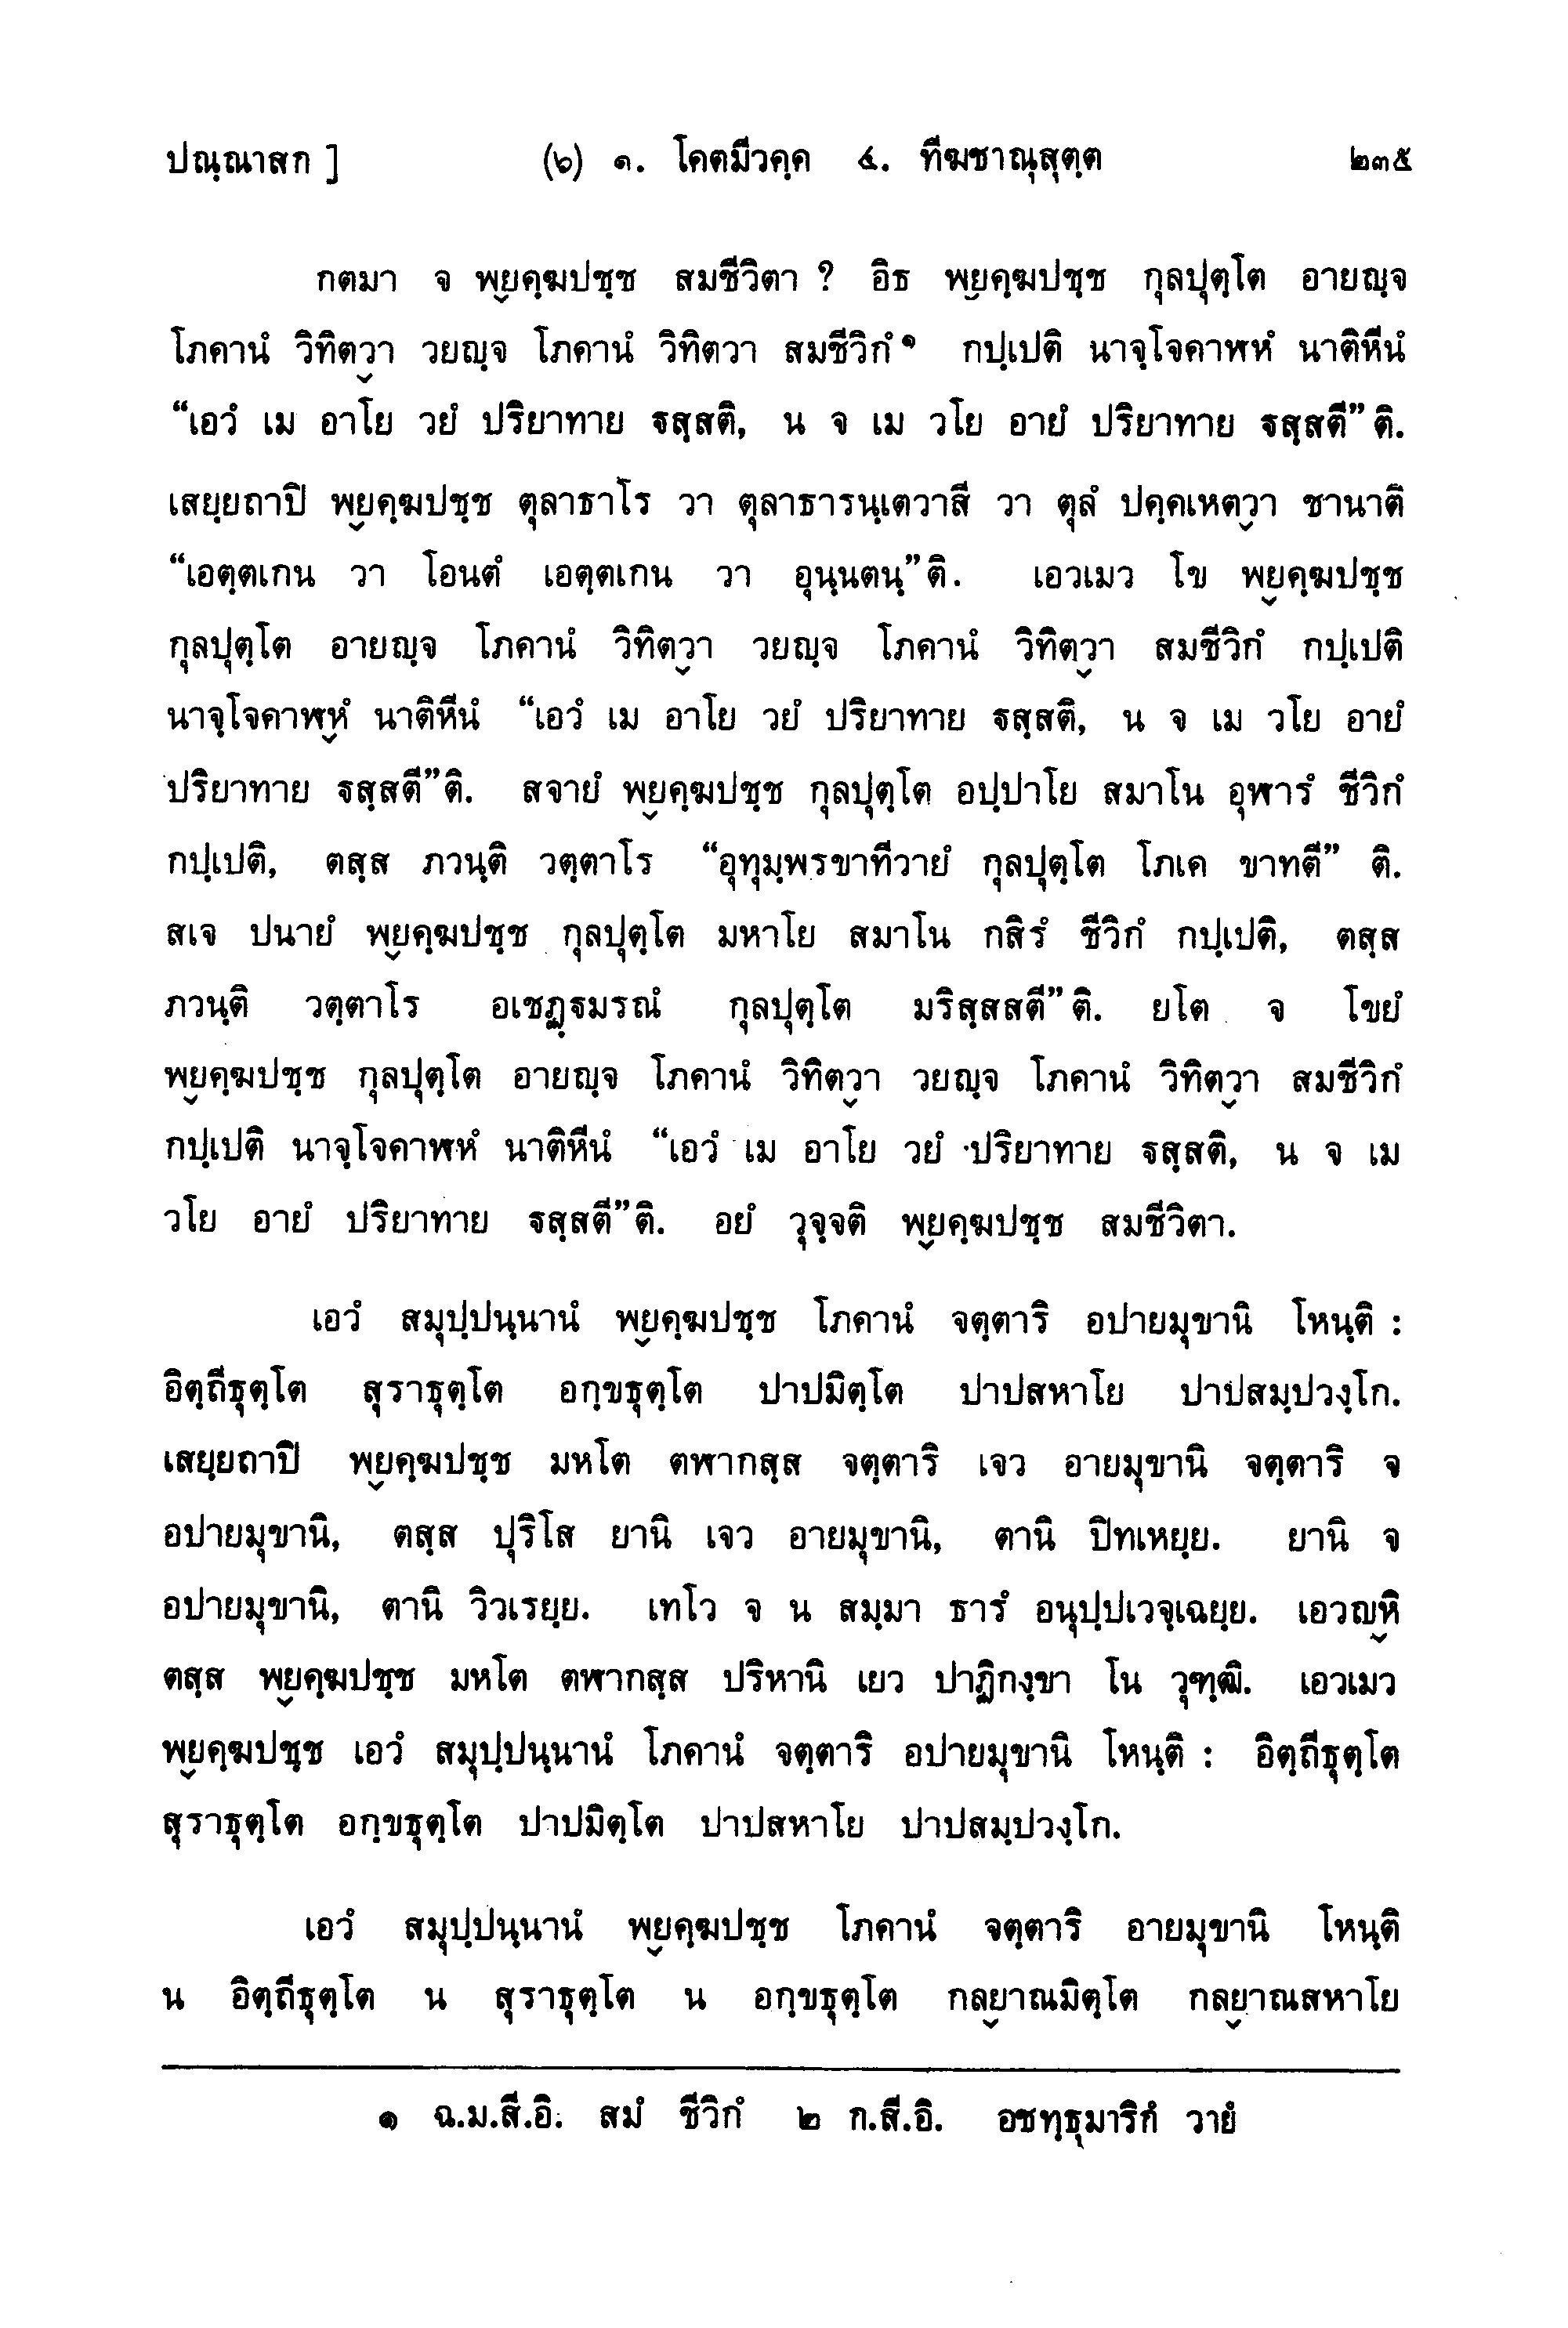 ปณฺณาสก ] (๖) ๑. โคตมีวคฺค ๔. ทีฆชาณุสุตฺต ๒๓๕
กตมา จ พฺยคฺฆปชฺช สมชีวิตา ? อิธ พฺยคฺฆปชฺช กุลปุตฺโต อายญฺจ
โภคานํ วิทิตฺวา วยญฺจ โภคานํ วิทิตวา สมชีวิกํ๑ กปฺเปติ นาจฺโจคาฬหํ นาติหีนํ
“เอวํ เม อาโย วยํ ปริยาทาย ฐสฺสติ, น จ เม วโย อายํ ปริยาทาย ฐสฺสตี” ติ.
เสยฺยถาปิ พฺยคฺฆปชฺช ตุลาธาโร วา ตุลาธารนฺเตวาสี วา ตุลํ ปคฺคเหตฺวา ชานาติ
“เอตฺตเกน วา โอนตํ เอตฺตเกน วา อุนฺนตนฺ” ติ. เอวเมว โข พฺยคฺฆปชฺช
กุลปุตฺโต อายญฺจ โภคานํ วิทิตฺวา วยญฺจ โภคานํ วิทิตฺวา สมชีวิกํ กปฺเปติ
นาจฺโจคาฬฺหํ นาติหีนํ “เอวํ เม อาโย วยํ ปริยาทาย ฐสฺสติ, น จ เม วโย อายํ
ปริยาทาย ฐสฺสตี” ติ. สจายํ พฺยคฺฆปชฺช กุลปุตฺโต อปฺปาโย สมาโน อุฬารํ ชีวิกํ
กปฺเปติ, ตสฺส ภวนฺติ วตฺตาโร “อุทุมฺพรขาทีวายํ กุลปุตฺโต โภเค ขาทตี” ติ.
สเจ ปนายํ พฺยคฺฆปชฺช กุลปุตฺโต มหาโย สมาโน กสิรํ ชีวิกํ กปฺเปติ, ตสฺส
ภวนฺติ วตฺตาโร อเชฏฺฐมรณํ กุลปุตฺโต มริสฺสสตี” ติ. ยโต จ โขยํ
พฺยคฺฆปชฺช กุลปุตฺโต อายญฺจ โภคานํ วิทิตฺวา วยญฺจ โภคานํ วิทิตฺวา สมชีวิกํ
กปฺเปติ นาจฺโจคาฬหํ นาติหีนํ “เอวํ เม อาโย วยํ ปริยาทาย ฐสฺสติ, น จ เม
วโย อายํ ปริยาทาย ฐสฺสตี” ติ. อยํ วุจฺจติ พฺยคฺฆปชฺช สมชีวิตา.
เอวํ สมุปฺปนฺนานํ พฺยคฺฆปชฺช โภคานํ จตฺตาริ อปายมุขานิ โหนฺติ :
อิตฺถีธุตฺโต สุราธุตฺโต อกฺขธุตฺโต ปาปมิตฺโต ปาปสหาโย ปาปสมฺปวงฺโก.
เสยฺยถาปิ พฺยคฺฆปชฺช มหโต ตฬากสฺส จตฺตาริ เจว อายมุขานิ จตฺตาริ จ
อปายมุขานิ, ตสฺส ปุริโส ยานิ เจว อายมุขานิ, ตานิ ปิทเหยฺย. ยานิ จ
อปายมุขานิ, ตานิ วิวเรยฺย. เทโว จ น สมฺมา ธารํ อนุปฺปเวจฺเฉยฺย. เอวญฺหิ
ตสฺส พฺยคฺฆปชฺช มหโต ตฬากสฺส ปริหานิ เยว ปาฏิกงฺขา โน วุฑฺฒิ. เอวเมว
พฺยคฺฆปชฺช เอวํ สมุปฺปนฺนานํ โภคานํ จตฺตาริ อปายมุขานิ โหนฺติ : อิตฺถีธุตฺโต
สุราธุตฺโต อกฺขธุตฺโต ปาปมิตฺโต ปาปสหาโย ปาปสมฺปวงฺโก.
เอวํ สมุปฺปนฺนานํ พฺยคฺฆปชฺช โภคานํ จตฺตาริ อายมุขานิ โหนฺติ
น อิตฺถีธุตฺโต น สุราธุตฺโต น อกฺขธุตฺโต กลฺยาณมิตฺโต กลฺยาณสหาโย
๑ ฉ.ม.สี.อิ. สมํ ชีวิกํ ๒ ก.สี.อิ. อชทฺธุมาริกํ วายํ